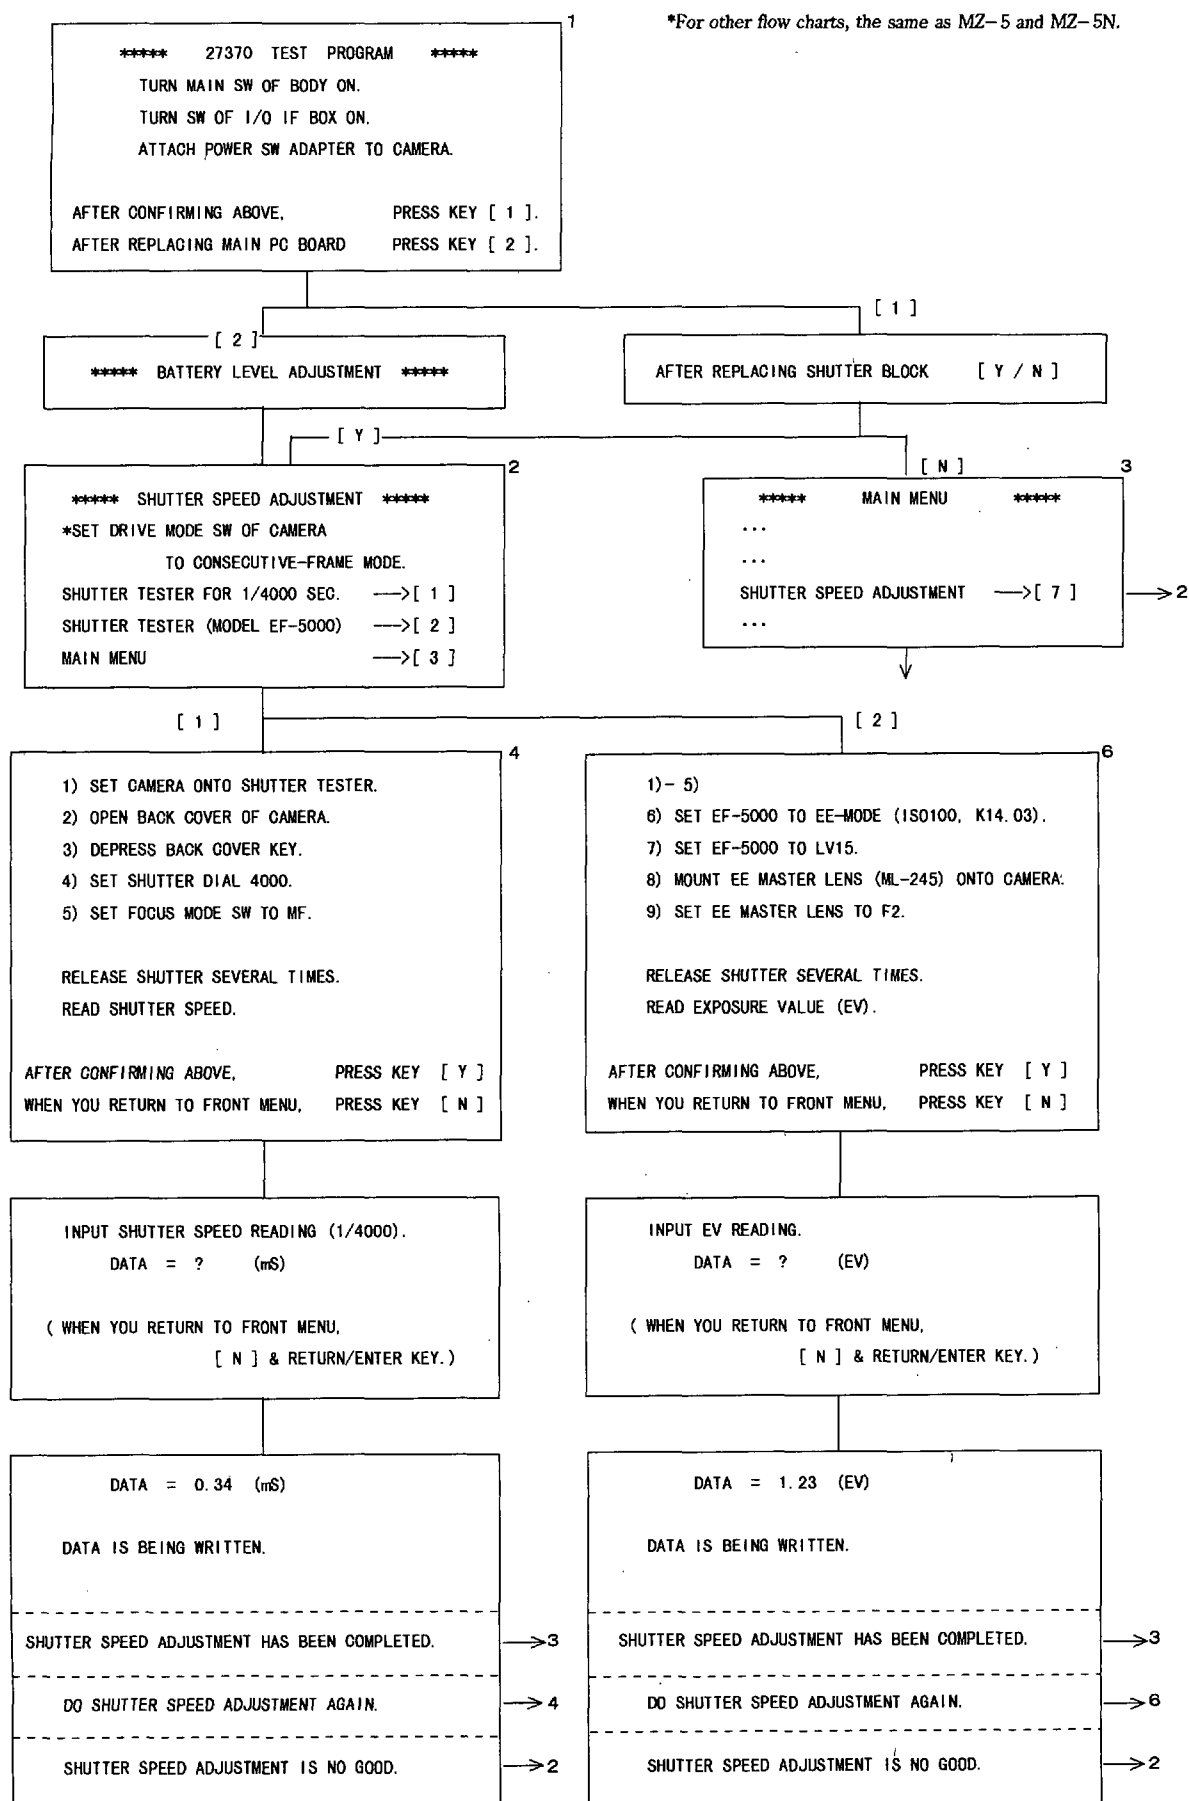 1
*For other flow charts, the same as MZ-5 and MZ-5N.
***** 27370 TEST PROGRAM *****
TURN MAIN SW OF BODY ON.
TURN SW OF I/O IF BOX ON.
ATTACH POWER SW ADAPTER TO CAMERA.
AFTER CONFIRMING ABOVE, PRESS KEY [ 1 ].
AFTER REPLACING MAIN PC BOARD PRESS KEY [ 2 ].
[ 1 ]
[ 2 ]
***** BATTERY LEVEL ADJUSTMENT *****
AFTER REPLACING SHUTTER BLOCK [ Y / N ]
[ Y ]
[ N ]
2
***** SHUTTER SPEED ADJUSTMENT *****
*SET DRIVE MODE SW OF CAMERA
TO CONSECUTIVE-FRAME MODE.
SHUTTER TESTER FOR 1/4000 SEC. -->[ 1 ]
SHUTTER TESTER (MODEL EF-5000) -->[ 2 ]
MAIN MENU -->[ 3 ]
3
***** MAIN MENU *****
...
...
SHUTTER SPEED ADJUSTMENT -->[ 7 ] →2
...
[ 1 ]
[ 2 ]
4
1) SET CAMERA ONTO SHUTTER TESTER.
2) OPEN BACK COVER OF CAMERA.
3) DEPRESS BACK COVER KEY.
4) SET SHUTTER DIAL 4000.
5) SET FOCUS MODE SW TO MF.
RELEASE SHUTTER SEVERAL TIMES.
READ SHUTTER SPEED.
AFTER CONFIRMING ABOVE, PRESS KEY [ Y ]
WHEN YOU RETURN TO FRONT MENU, PRESS KEY [ N ]
6
1)- 5)
6) SET EF-5000 TO EE-MODE (ISO100, K14.03).
7) SET EF-5000 TO LV15.
8) MOUNT EE MASTER LENS (ML-245) ONTO CAMERA.
9) SET EE MASTER LENS TO F2.
RELEASE SHUTTER SEVERAL TIMES.
READ EXPOSURE VALUE (EV).
AFTER CONFIRMING ABOVE, PRESS KEY [ Y ]
WHEN YOU RETURN TO FRONT MENU, PRESS KEY [ N ]
INPUT SHUTTER SPEED READING (1/4000).
DATA = ? (mS)
( WHEN YOU RETURN TO FRONT MENU,
[ N ] & RETURN/ENTER KEY.)
INPUT EV READING.
DATA = ? (EV)
( WHEN YOU RETURN TO FRONT MENU,
[ N ] & RETURN/ENTER KEY.)
DATA = 0.34 (mS)
DATA IS BEING WRITTEN.
SHUTTER SPEED ADJUSTMENT HAS BEEN COMPLETED. →3
DO SHUTTER SPEED ADJUSTMENT AGAIN. →4
SHUTTER SPEED ADJUSTMENT IS NO GOOD. →2
DATA = 1.23 (EV)
DATA IS BEING WRITTEN.
SHUTTER SPEED ADJUSTMENT HAS BEEN COMPLETED. →3
DO SHUTTER SPEED ADJUSTMENT AGAIN. →6
SHUTTER SPEED ADJUSTMENT IS NO GOOD. →2